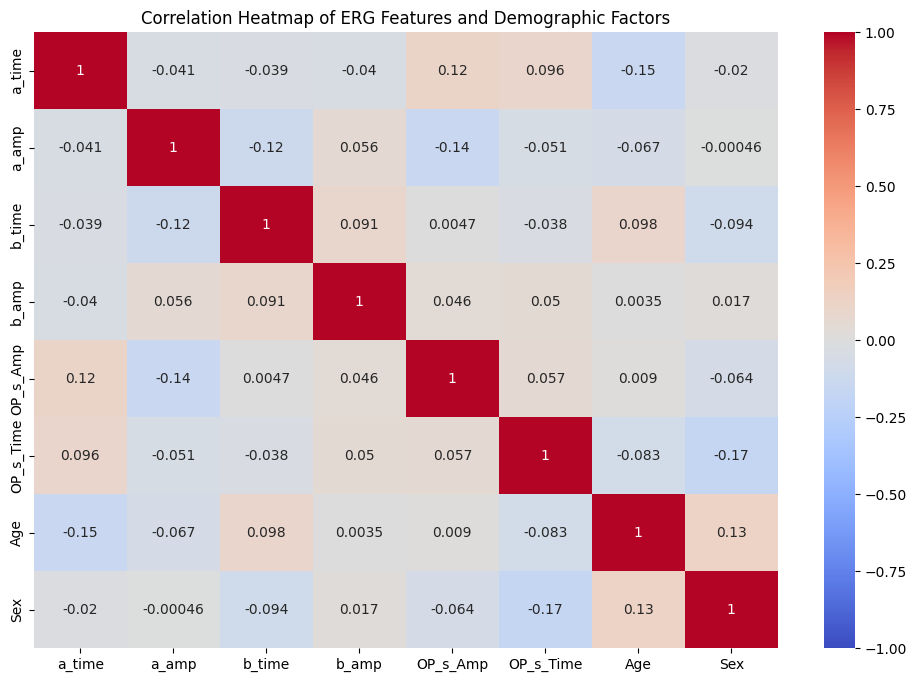 Correlation Heatmap of ERG Features and Demographic Factors
a_time 1 -0.041 -0.039 -0.04 0.12 0.096 -0.15 -0.02
a_amp -0.041 1 -0.12 0.056 -0.14 -0.051 -0.067 -0.00046
b_time -0.039 -0.12 1 0.091 0.0047 -0.038 0.098 -0.094
b_amp -0.04 0.056 0.091 1 0.046 0.05 0.0035 0.017
OP_s_Amp 0.12 -0.14 0.0047 0.046 1 0.057 0.009 -0.064
OP_s_Time 0.096 -0.051 -0.038 0.05 0.057 1 -0.083 -0.17
Age -0.15 -0.067 0.098 0.0035 0.009 -0.083 1 0.13
Sex -0.02 -0.00046 -0.094 0.017 -0.064 -0.17 0.13 1
a_time a_amp b_time b_amp OP_s_Amp OP_s_Time Age Sex
1.00
0.75
0.50
0.25
0.00
−0.25
−0.50
−0.75
−1.00